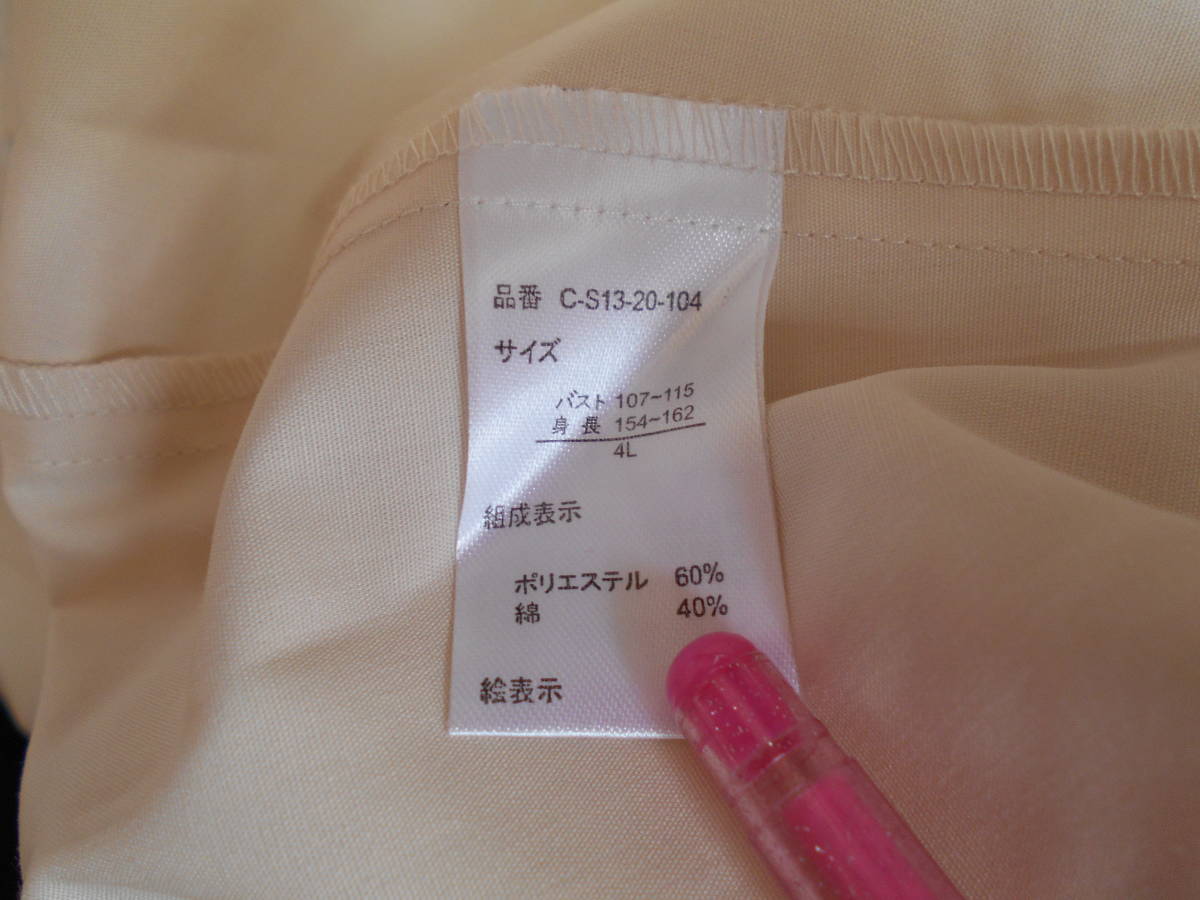 品番 C-S13-20-104
サイズ
バスト 107~115
身長 154~162
4L
組成表示
ポリエステル 60%
綿 40%
絵表示